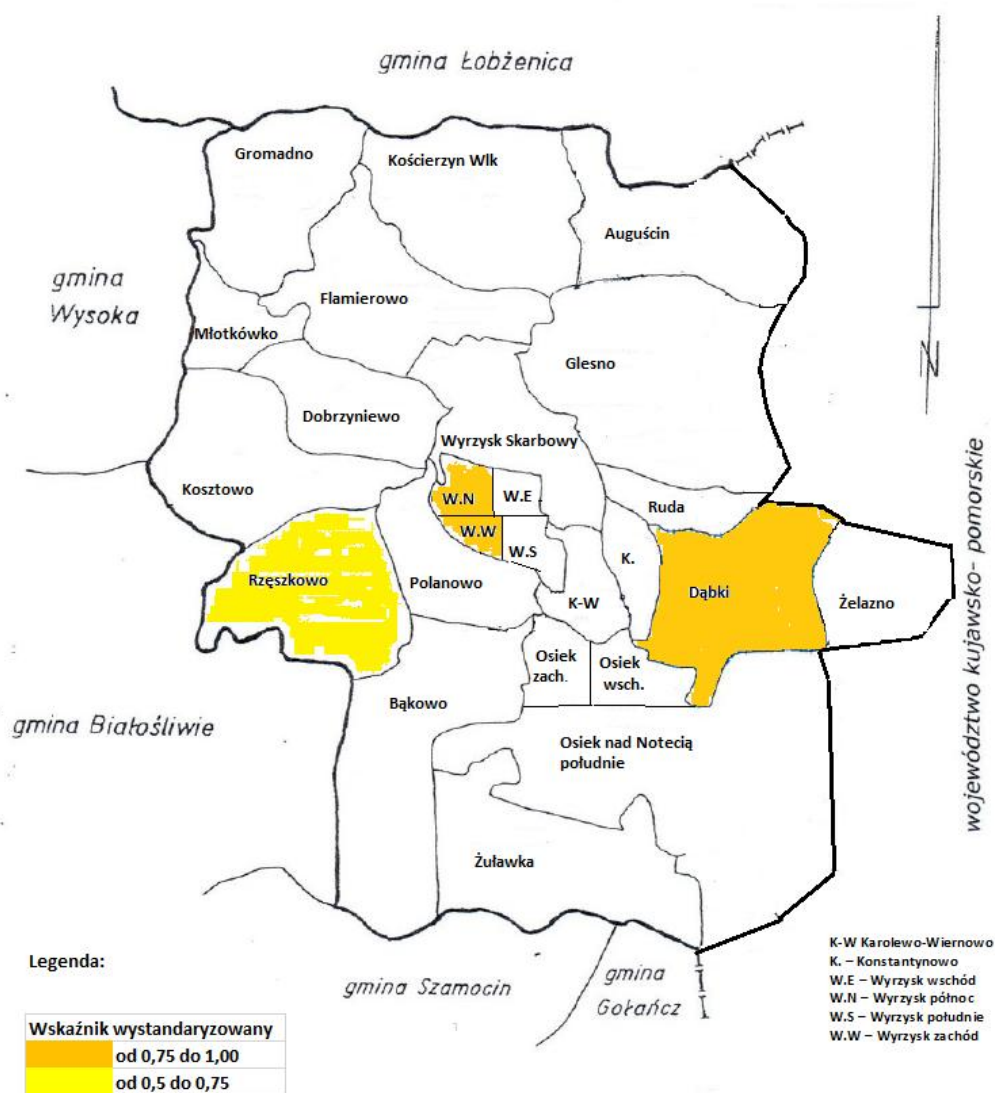 gmina Łobżenica
Gromadno
Kościerzyn Wlk
Auguścin
gmina
Wysoka
Flamierowo
Młotkówko
Glesno
N
Dobrzyniewo
Wyrzysk Skarbowy
Kosztowo
W.N
W.E
Ruda
W.W
W.S
K.
Rzęszkowo
Polanowo
Dąbki
Żelazno
K-W
województwo kujawsko- pomorskie
Osiek
zach.
Osiek
wsch.
Bąkowo
gmina Białośliwie
Osiek nad Notecią
południe
Żuławka
Legenda:
gmina Szamocin
gmina
Gołańcz
K-W Karolewo-Wiernowo
K. – Konstantynowo
W.E – Wyrzysk wschód
W.N – Wyrzysk północ
W.S – Wyrzysk południe
W.W – Wyrzysk zachód
Wskaźnik wystandaryzowany
od 0,75 do 1,00
od 0,5 do 0,75